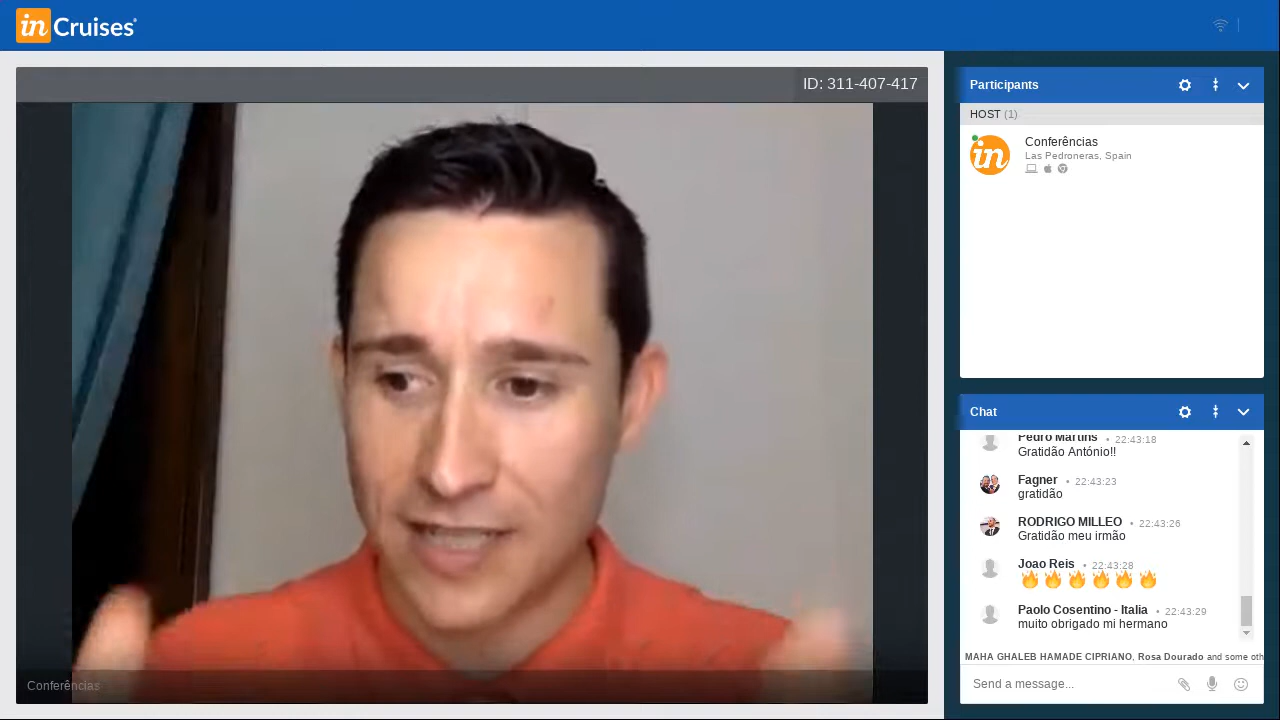 in Cruises
ID: 311-407-417
Conferências
Participants
HOST (1)
in
Conferências
Las Pedroneras, Spain
Chat
Pedro Martins • 22:43:18
Gratidão António!!
Fagner • 22:43:23
gratidão
RODRIGO MILLEO • 22:43:26
Gratidão meu irmão
Joao Reis • 22:43:28
🔥🔥🔥🔥🔥🔥
Paolo Cosentino - Italia • 22:43:29
muito obrigado mi hermano
MAHA GHALEB HAMADE CIPRIANO, Rosa Dourado and some oth
Send a message...